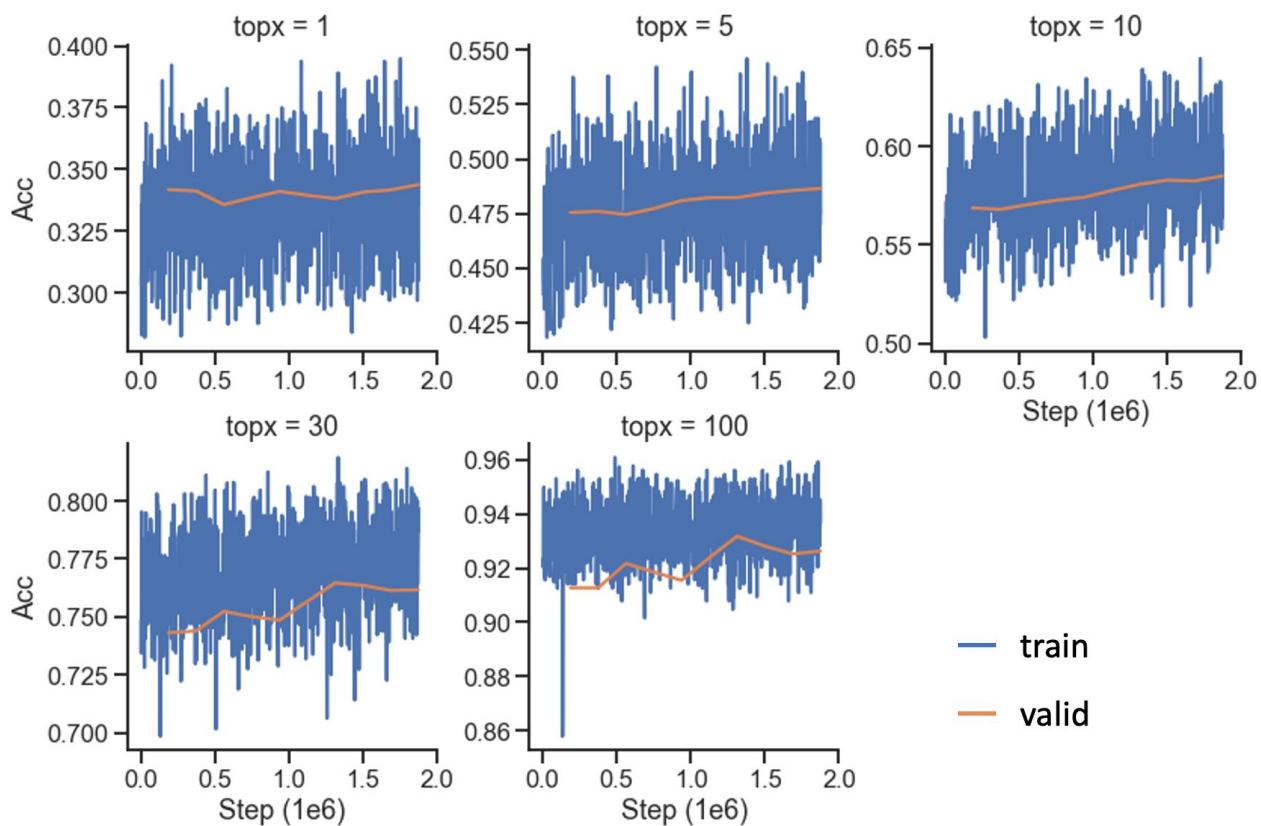 topx = 1
topx = 5
topx = 10
0.400
0.375
0.350
0.325
0.300
Acc
0.0 0.5 1.0 1.5 2.0
0.550
0.525
0.500
0.475
0.450
0.425
0.0 0.5 1.0 1.5 2.0
0.65
0.60
0.55
0.50
0.0 0.5 1.0 1.5 2.0
Step (1e6)
topx = 30
topx = 100
0.800
0.775
0.750
0.725
0.700
Acc
0.0 0.5 1.0 1.5 2.0
Step (1e6)
0.96
0.94
0.92
0.90
0.88
0.86
0.0 0.5 1.0 1.5 2.0
Step (1e6)
train
valid